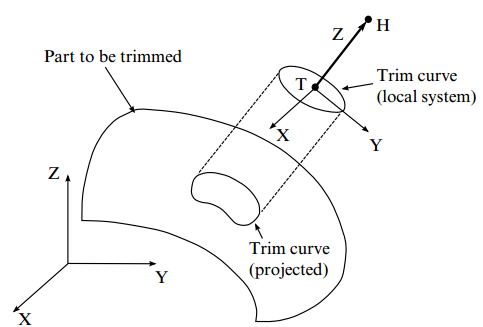 H
Z
Part to be trimmed
T
Trim curve
(local system)
X
Y
Z
Trim curve
(projected)
Y
X